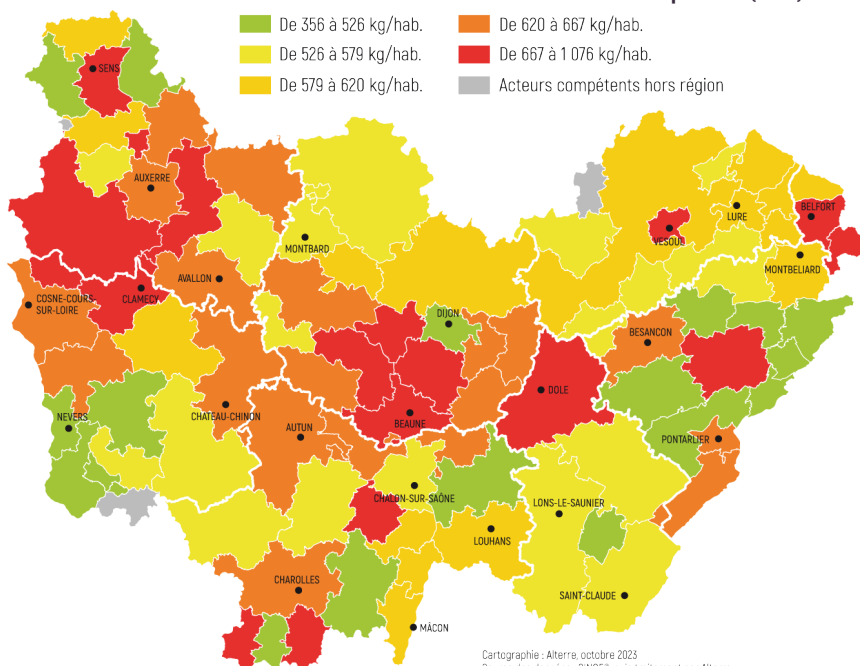 De 356 à 526 kg/hab.
De 526 à 579 kg/hab.
De 579 à 620 kg/hab.
De 620 à 667 kg/hab.
De 667 à 1 076 kg/hab.
Acteurs compétents hors région
SENS
AUXERRE
MONTBARD
AVALLON
CLAMECY
COSNE-COURS-
SUR-LOIRE
NEVERS
CHATEAU-CHINON
AUTUN
DIJON
BEAUNE
DOLE
VESOUL
LURE
BELFORT
MONTBELIARD
BESANCON
PONTARLIER
CHALON-SUR-SAÔNE
LONS-LE-SAUNIER
LOUHANS
CHAROLLES
SAINT-CLAUDE
MÂCON
Cartographie : Alterre, octobre 2023